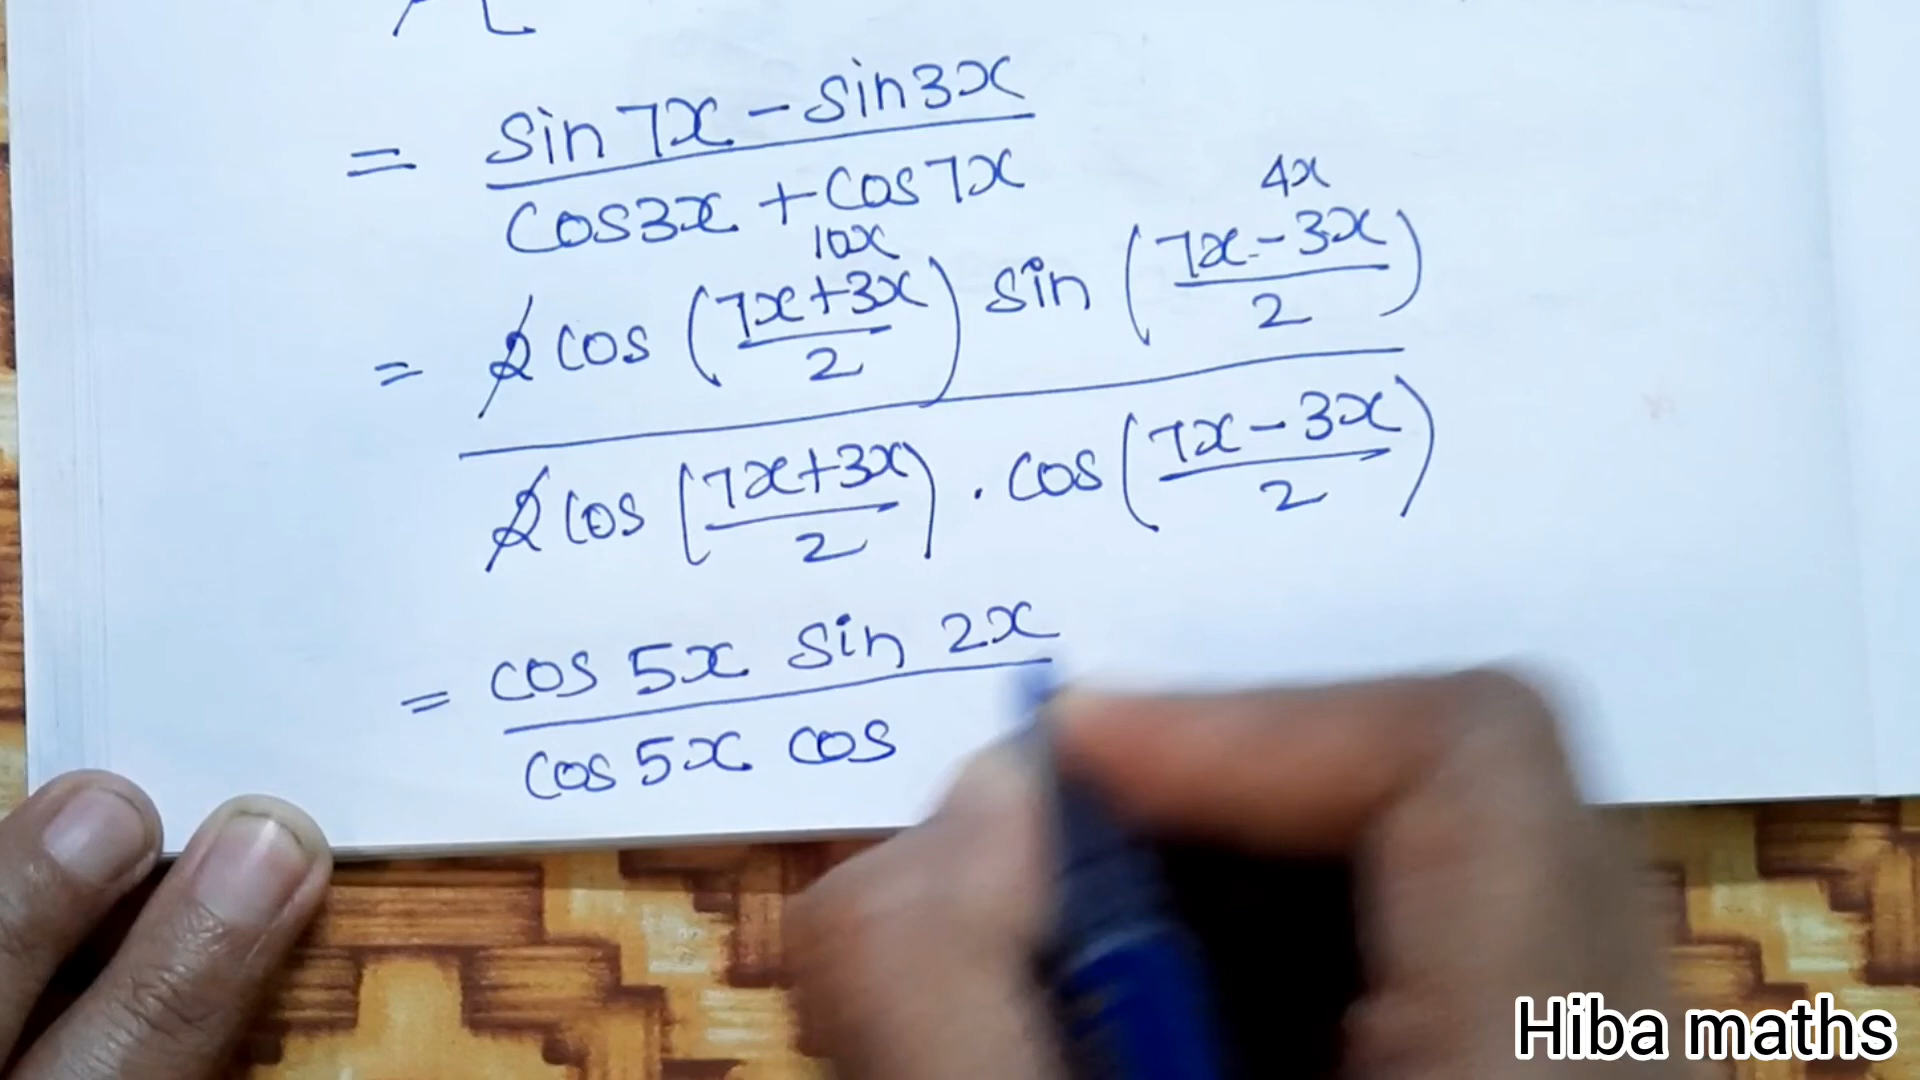 = sin 7x - sin 3x
cos 3x + cos 7x
10x 4x
= 2 cos (7x + 3x / 2) sin (7x - 3x / 2)
2 cos (7x + 3x / 2) . cos (7x - 3x / 2)
= cos 5x sin 2x
cos 5x cos
Hiba maths